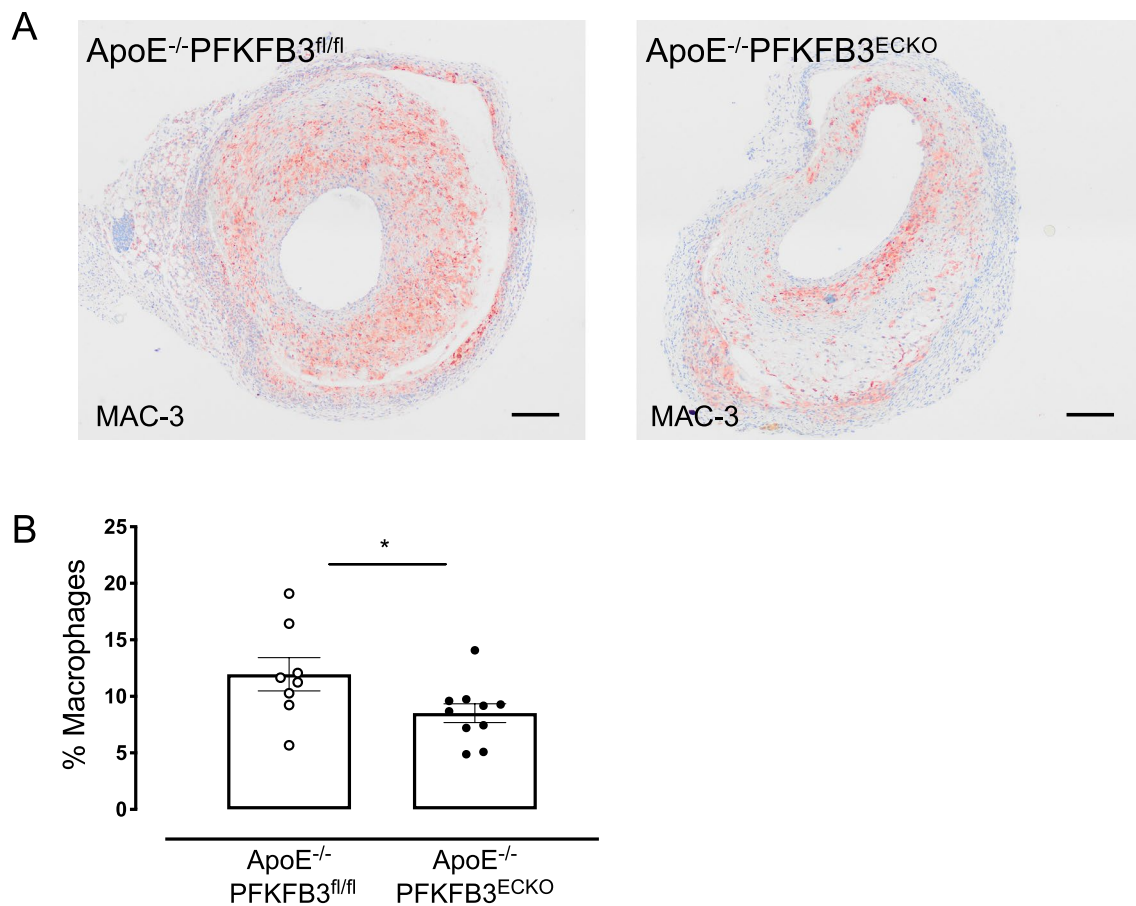 A
ApoE⁻/⁻PFKFB3ᶠˡ/ᶠˡ
ApoE⁻/⁻PFKFB3ᴱᶜᴷᴼ
MAC-3
MAC-3
B
% Macrophages
25
20
15
10
5
0
*
ApoE⁻/⁻
PFKFB3ᶠˡ/ᶠˡ
ApoE⁻/⁻
PFKFB3ᴱᶜᴷᴼ